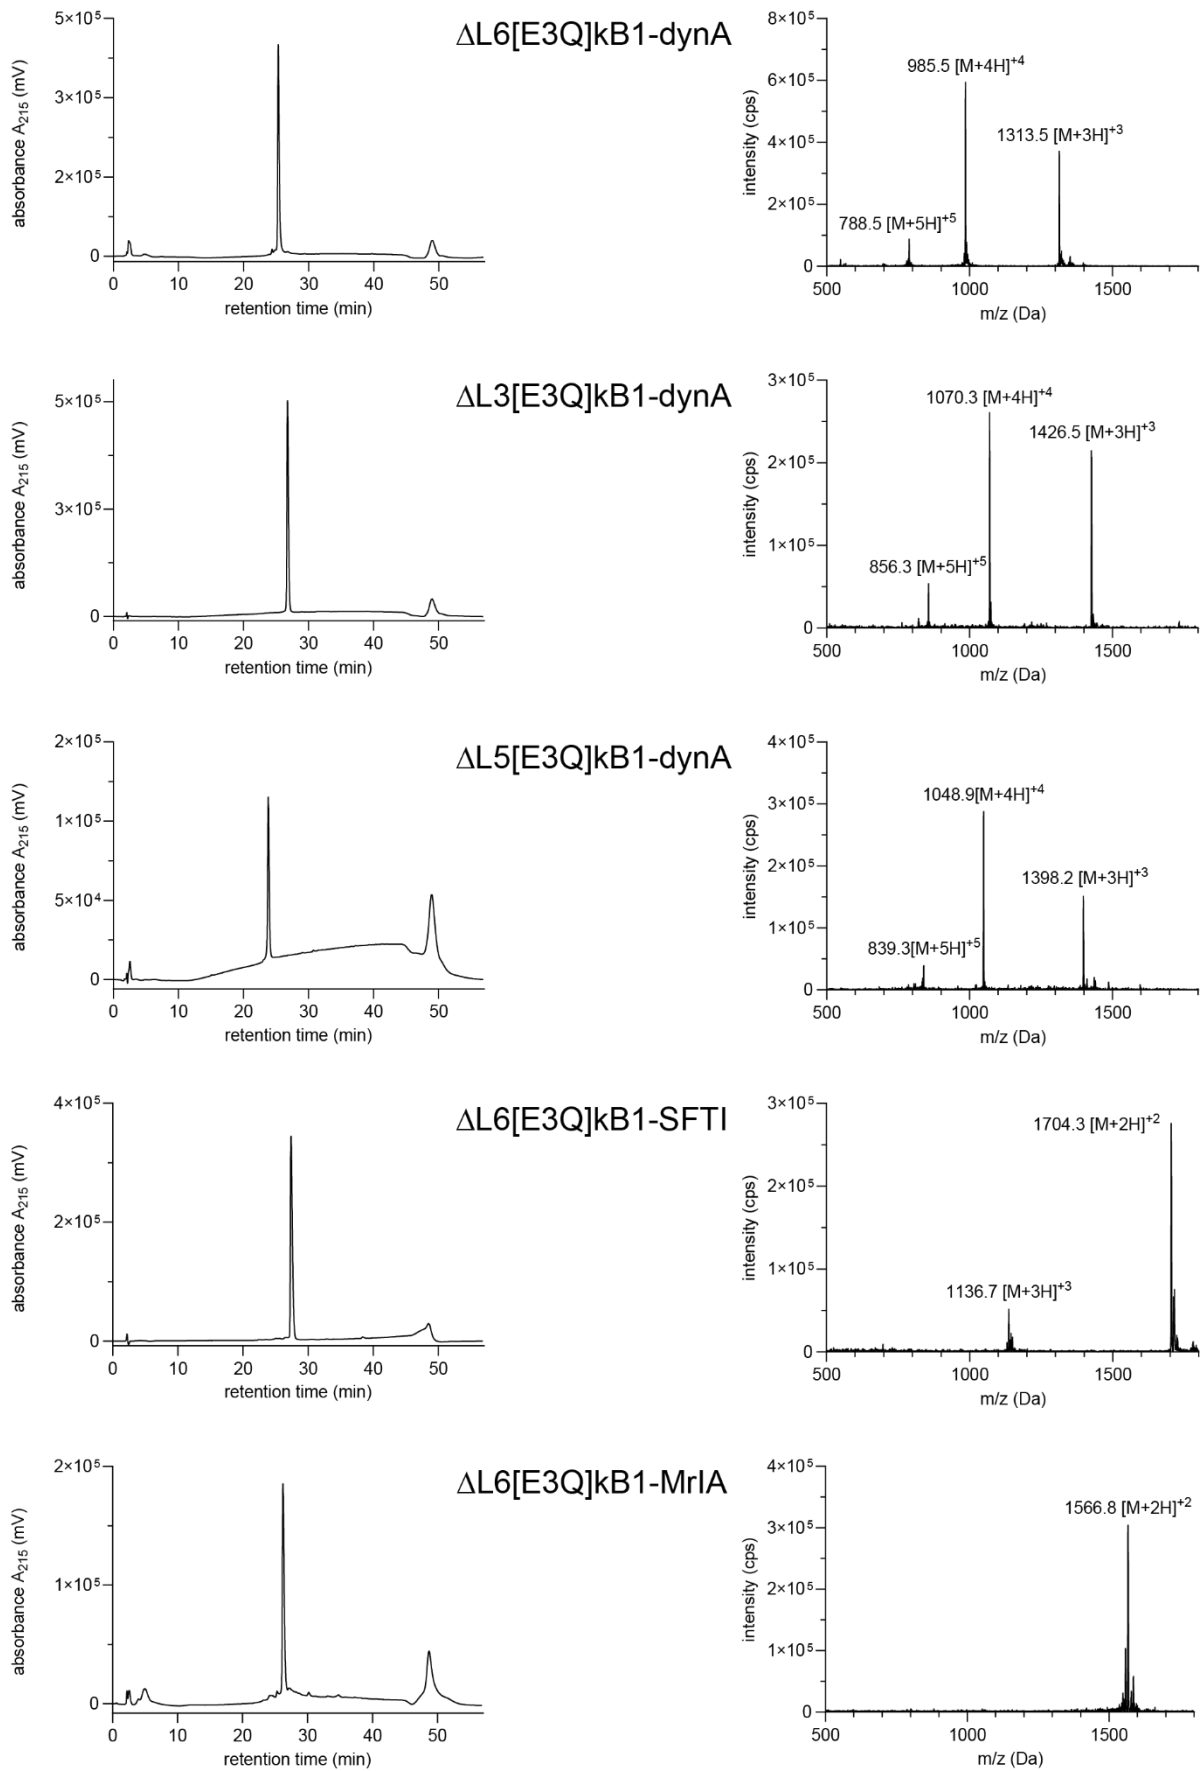 ΔL6[E3Q]kB1-dynA
absorbance A₂₁₅ (mV)
5×10⁵
3×10⁵
2×10⁵
0
0 10 20 30 40 50
retention time (min)
intensity (cps)
8×10⁵
6×10⁵
4×10⁵
2×10⁵
0
985.5 [M+4H]⁺⁴
1313.5 [M+3H]⁺³
788.5 [M+5H]⁺⁵
500 1000 1500
m/z (Da)
ΔL3[E3Q]kB1-dynA
absorbance A₂₁₅ (mV)
5×10⁵
3×10⁵
0
0 10 20 30 40 50
retention time (min)
intensity (cps)
3×10⁵
2×10⁵
1×10⁵
0
1070.3 [M+4H]⁺⁴
1426.5 [M+3H]⁺³
856.3 [M+5H]⁺⁵
500 1000 1500
m/z (Da)
ΔL5[E3Q]kB1-dynA
absorbance A₂₁₅ (mV)
2×10⁵
1×10⁵
5×10⁴
0
0 10 20 30 40 50
retention time (min)
intensity (cps)
4×10⁵
3×10⁵
2×10⁵
1×10⁵
0
1048.9[M+4H]⁺⁴
1398.2 [M+3H]⁺³
839.3[M+5H]⁺⁵
500 1000 1500
m/z (Da)
ΔL6[E3Q]kB1-SFTI
absorbance A₂₁₅ (mV)
4×10⁵
2×10⁵
0
0 10 20 30 40 50
retention time (min)
intensity (cps)
3×10⁵
2×10⁵
1×10⁵
0
1704.3 [M+2H]⁺²
1136.7 [M+3H]⁺³
500 1000 1500
m/z (Da)
ΔL6[E3Q]kB1-MrIA
absorbance A₂₁₅ (mV)
2×10⁵
1×10⁵
0
0 10 20 30 40 50
retention time (min)
intensity (cps)
4×10⁵
3×10⁵
2×10⁵
1×10⁵
0
1566.8 [M+2H]⁺²
500 1000 1500
m/z (Da)